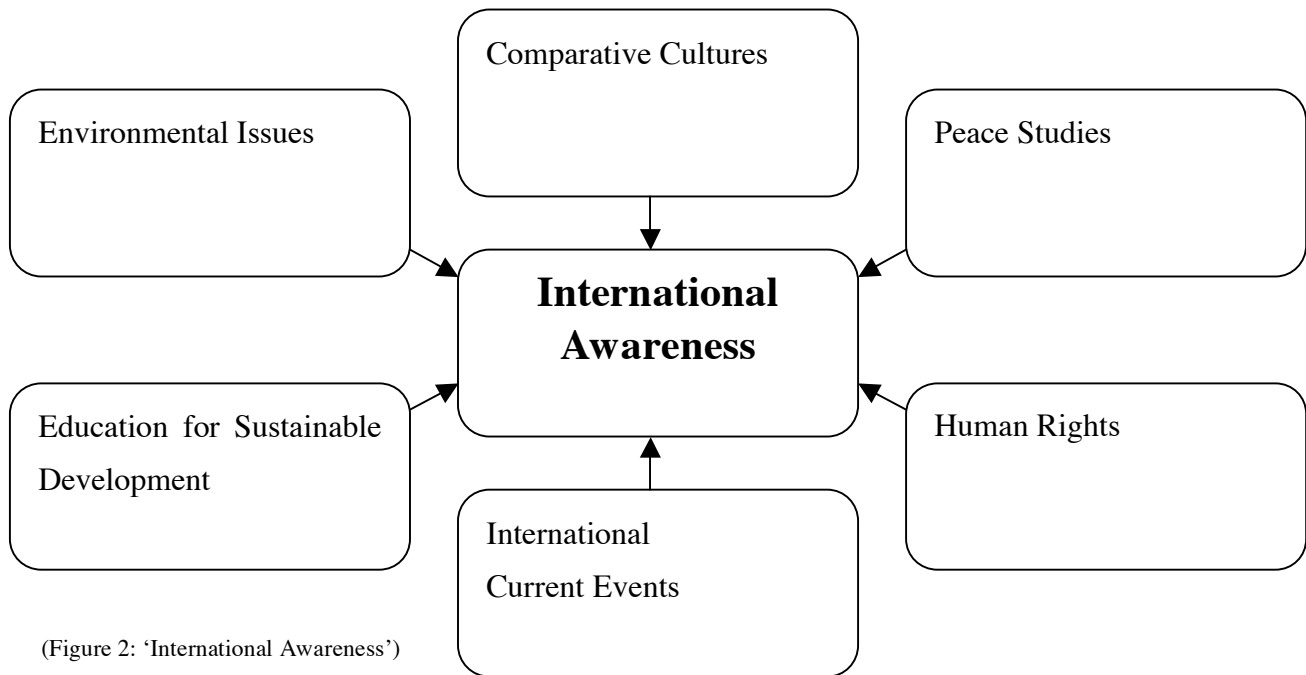 Comparative Cultures
Environmental Issues
Peace Studies
International
Awareness
Education for Sustainable
Development
Human Rights
International
Current Events
(Figure 2: ‘International Awareness’)